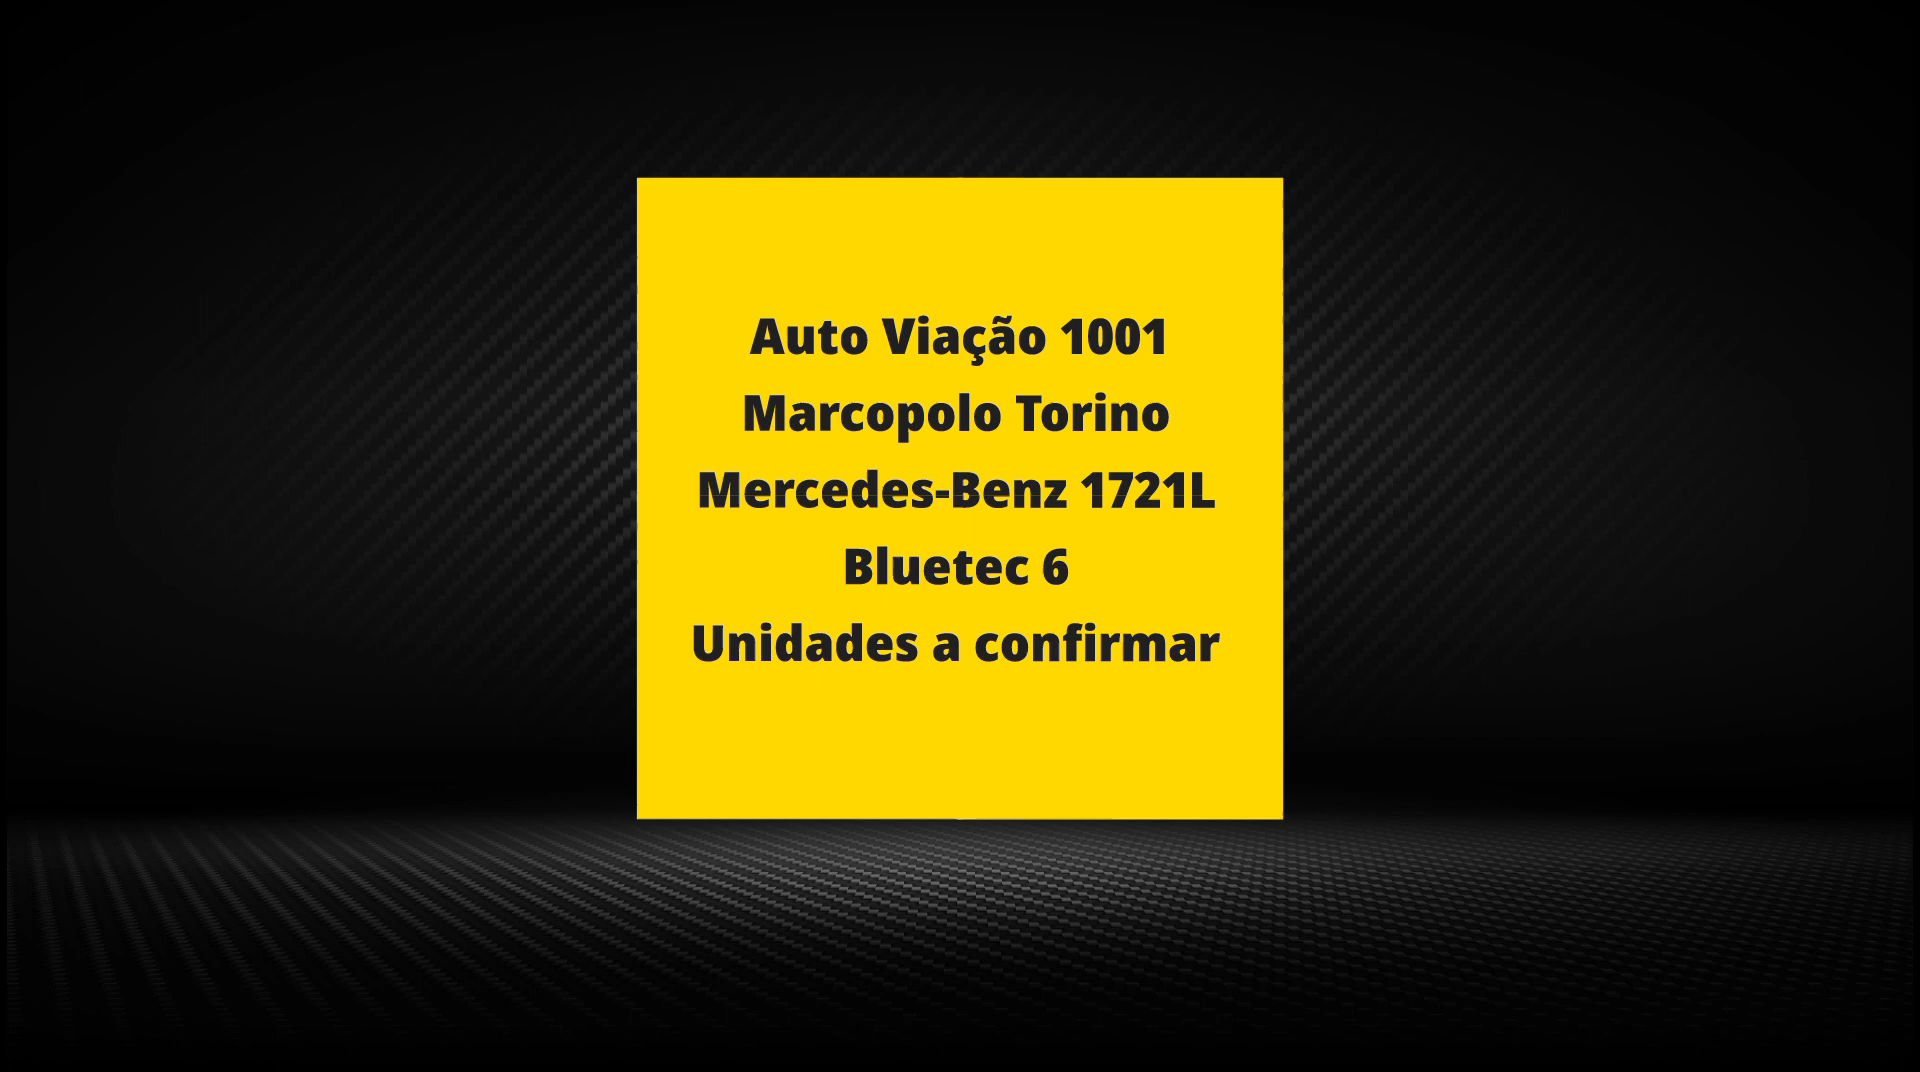 Auto Viação 1001
Marcopolo Torino
Mercedes-Benz 1721L
Bluetec 6
Unidades a confirmar